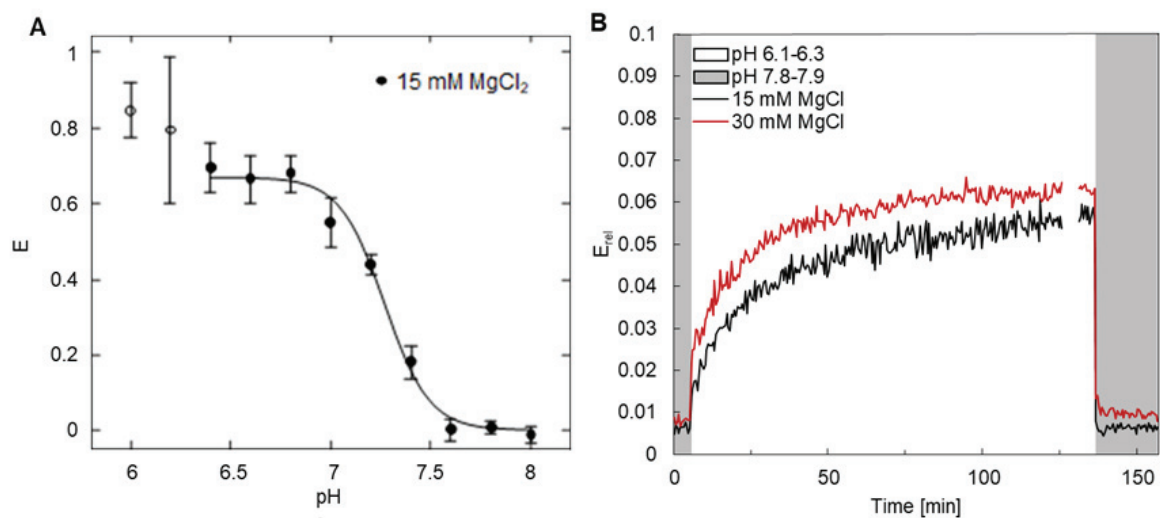 A
1
0.8
0.6
0.4
0.2
0
E
15 mM MgCl₂
6
6.5
7
7.5
8
pH
B
0.1
0.09
0.08
0.07
0.06
0.05
0.04
0.03
0.02
0.01
0
E_rel
pH 6.1-6.3
pH 7.8-7.9
15 mM MgCl
30 mM MgCl
0
50
100
150
Time [min]